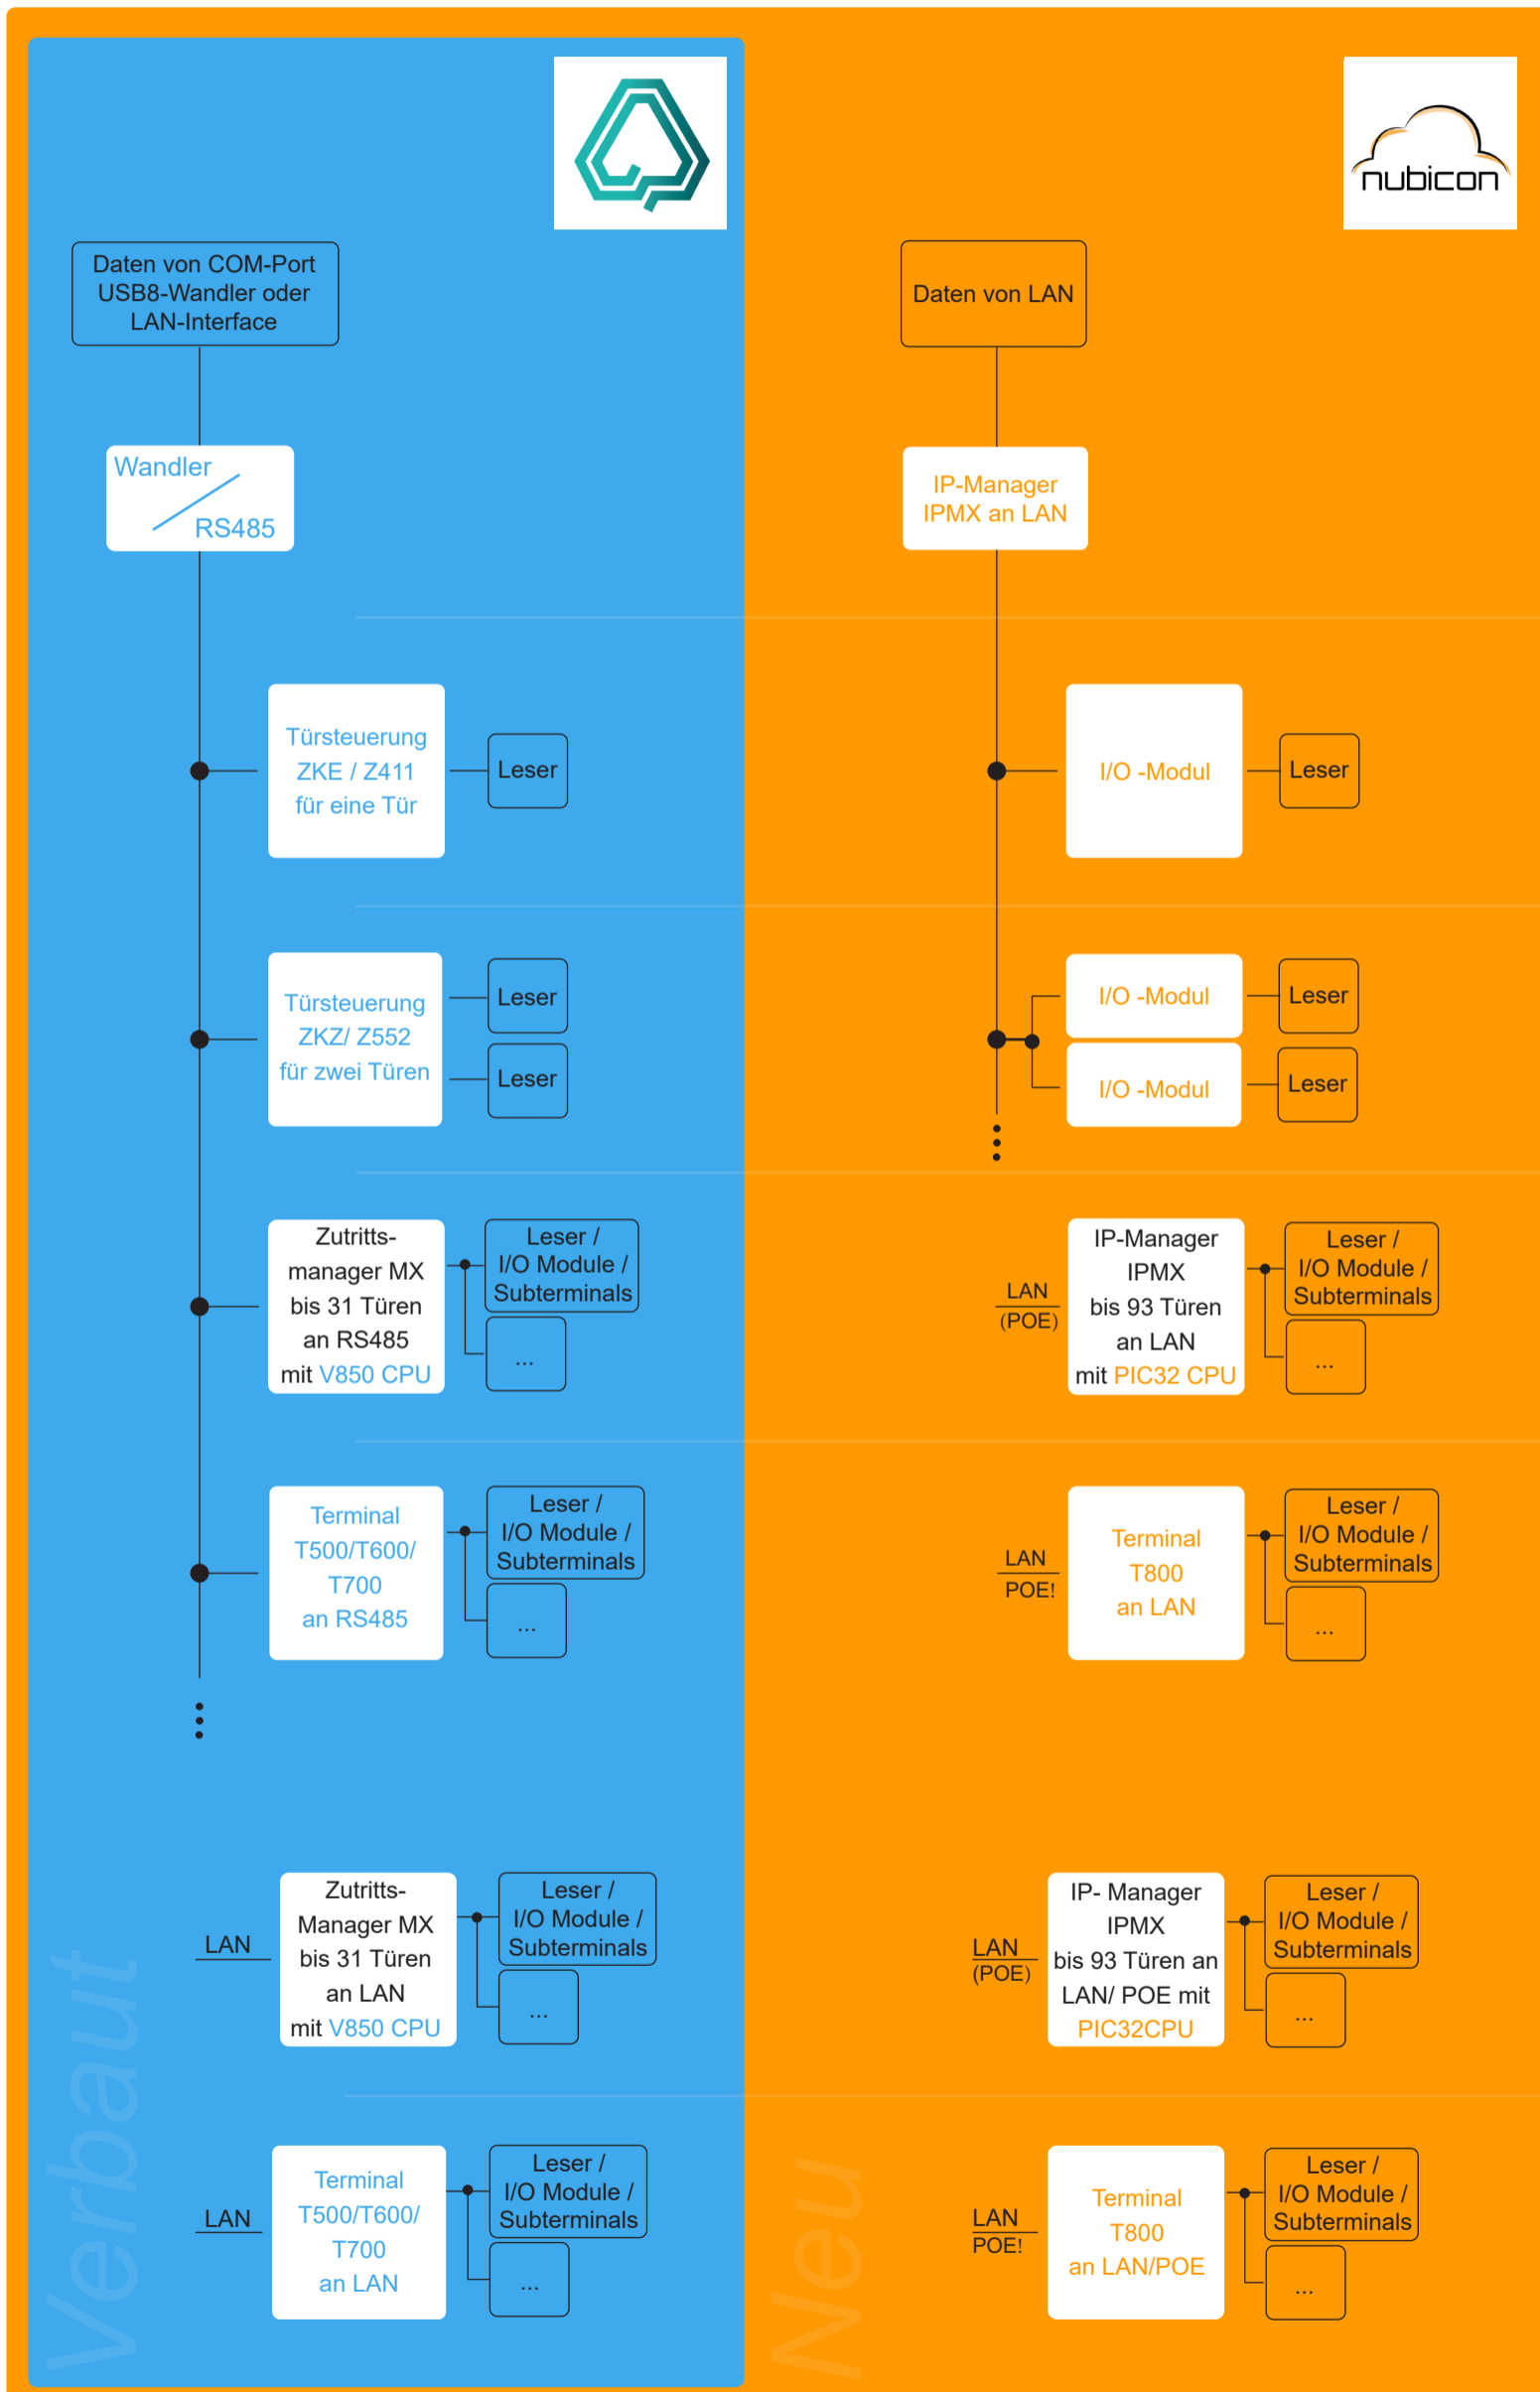 nubicon
Daten von COM-Port
USB8-Wandler oder
LAN-Interface
Daten von LAN
Wandler
RS485
IP-Manager
IPMX an LAN
Türsteuerung
ZKE / Z411
für eine Tür
Leser
I/O -Modul
Leser
Türsteuerung
ZKZ/ Z552
für zwei Türen
Leser
Leser
I/O -Modul
Leser
I/O -Modul
Leser
Zutritts-
manager MX
bis 31 Türen
an RS485
mit V850 CPU
Leser /
I/O Module /
Subterminals
...
LAN
(POE)
IP-Manager
IPMX
bis 93 Türen
an LAN
mit PIC32 CPU
Leser /
I/O Module /
Subterminals
...
Terminal
T500/T600/
T700
an RS485
Leser /
I/O Module /
Subterminals
...
LAN
POE!
Terminal
T800
an LAN
Leser /
I/O Module /
Subterminals
...
LAN
Zutritts-
Manager MX
bis 31 Türen
an LAN
mit V850 CPU
Leser /
I/O Module /
Subterminals
...
LAN
(POE)
IP- Manager
IPMX
bis 93 Türen an
LAN/ POE mit
PIC32CPU
Leser /
I/O Module /
Subterminals
...
LAN
Terminal
T500/T600/
T700
an LAN
Leser /
I/O Module /
Subterminals
...
LAN
POE!
Terminal
T800
an LAN/POE
Leser /
I/O Module /
Subterminals
...
Verbaut
Neu